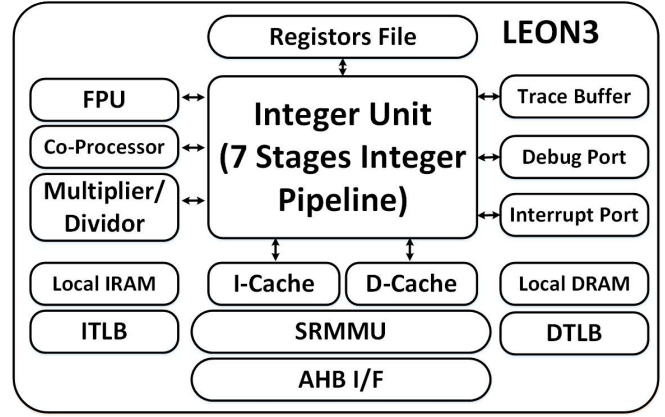 Registors File
LEON3
FPU
Co-Processor
Multiplier/
Dividor
Integer Unit
(7 Stages Integer
Pipeline)
Trace Buffer
Debug Port
Interrupt Port
Local IRAM
I-Cache
D-Cache
Local DRAM
ITLB
SRMMU
DTLB
AHB I/F